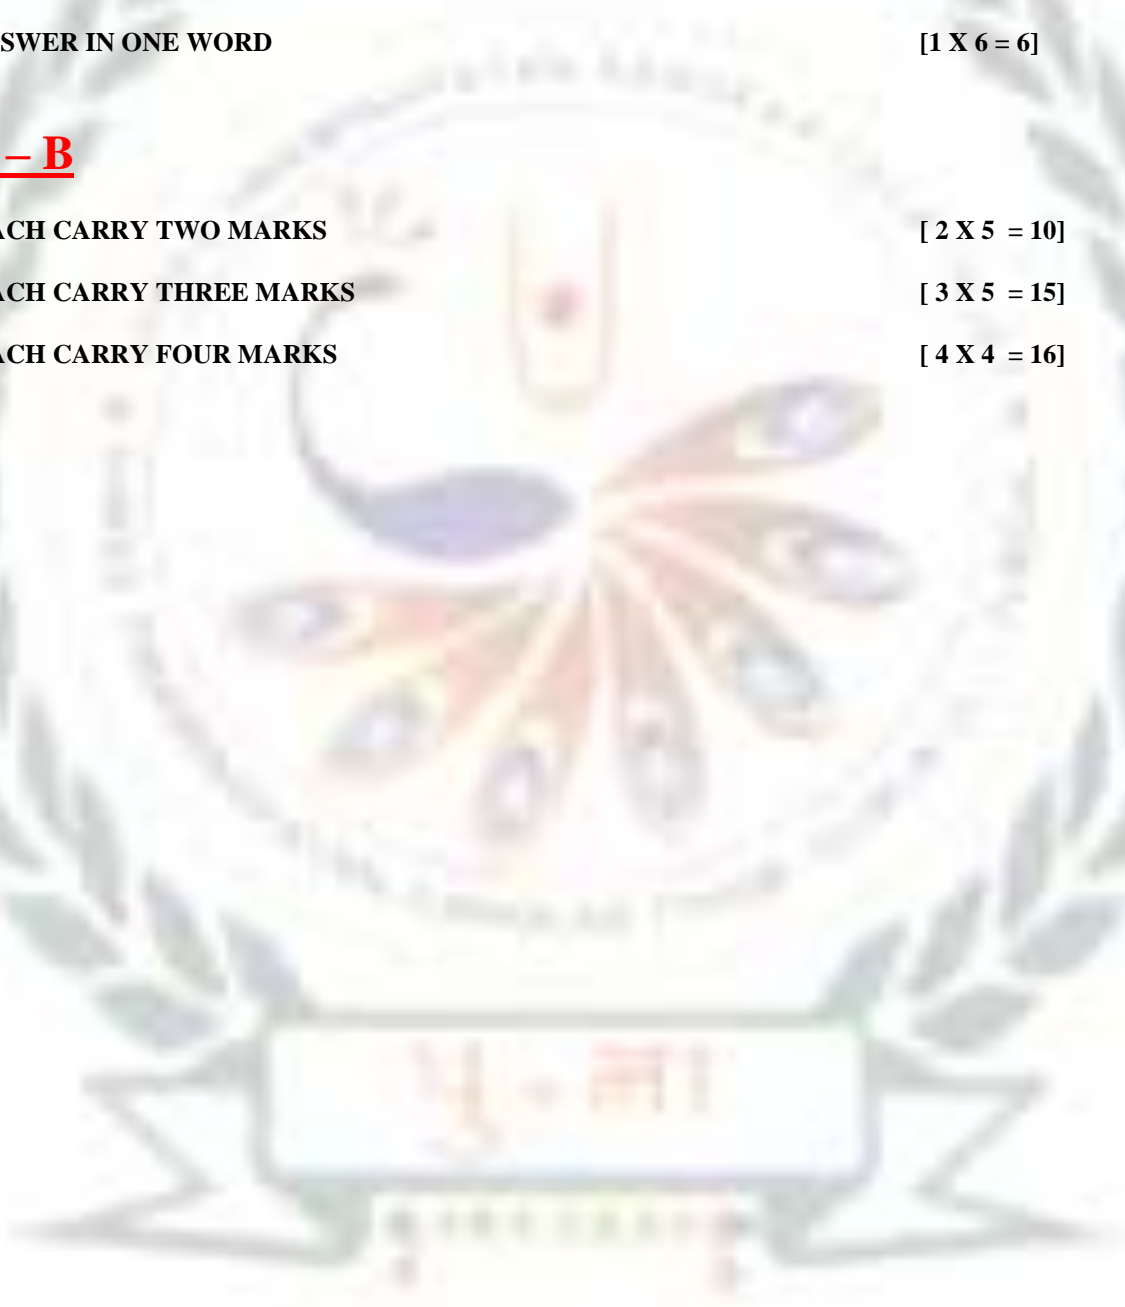 SWER IN ONE WORD [1 X 6 = 6]
– B
ACH CARRY TWO MARKS [ 2 X 5 = 10]
ACH CARRY THREE MARKS [ 3 X 5 = 15]
ACH CARRY FOUR MARKS [ 4 X 4 = 16]